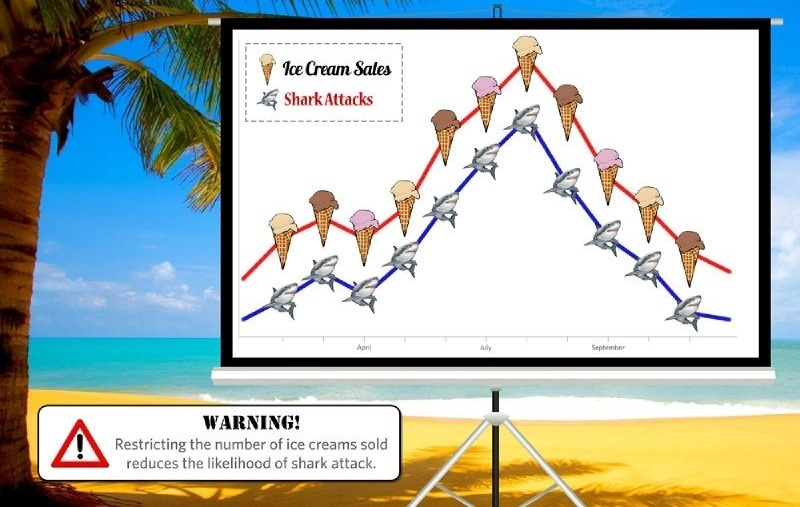 Ice Cream Sales
Shark Attacks
April
July
September
WARNING!
Restricting the number of ice creams sold
reduces the likelihood of shark attack.